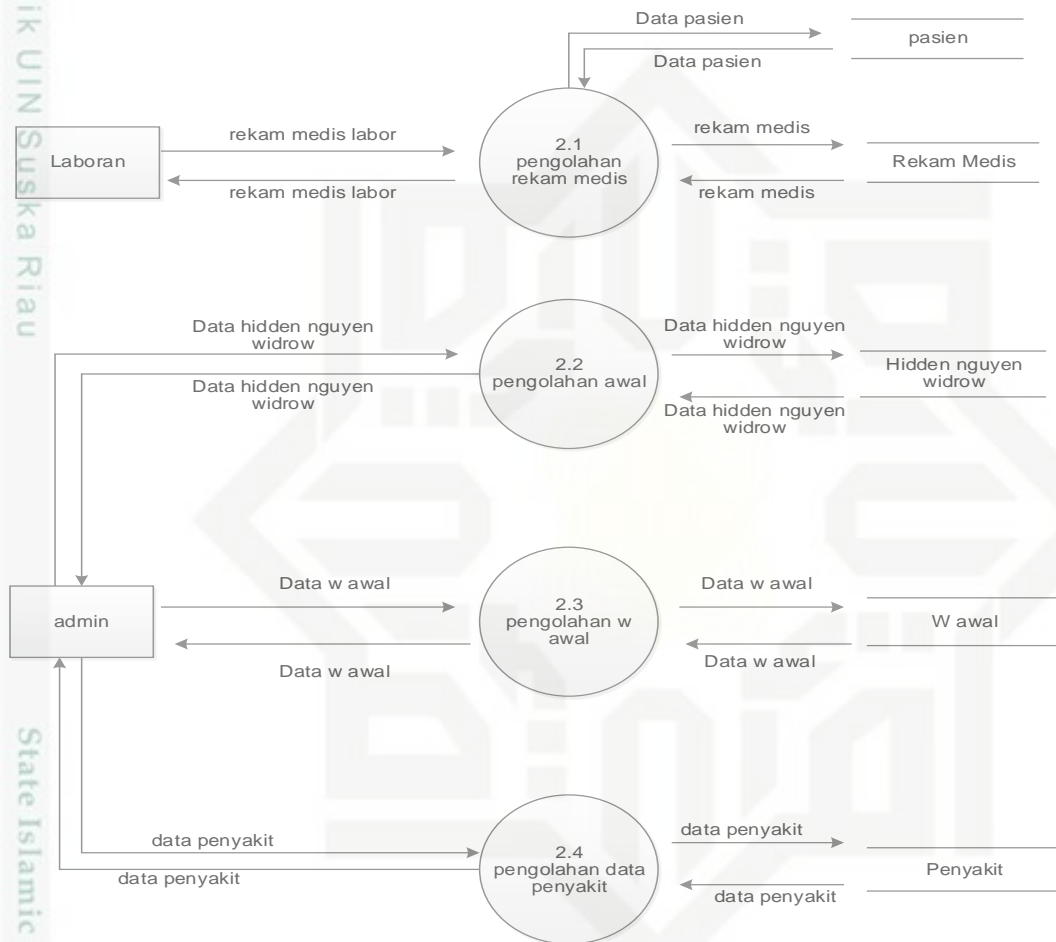 Data pasien
pasien
Data pasien
rekam medis labor
2.1
pengolahan
rekam medis
rekam medis
Laboran
Rekam Medis
rekam medis labor
rekam medis
Data hidden nguyen
widrow
Data hidden nguyen
widrow
2.2
pengolahan awal
Hidden nguyen
widrow
Data hidden nguyen
widrow
Data hidden nguyen
widrow
Data w awal
Data w awal
admin
2.3
pengolahan w
awal
W awal
Data w awal
Data w awal
data penyakit
data penyakit
2.4
pengolahan data
penyakit
Penyakit
data penyakit
data penyakit
ik UIN Suska Riau
State Islamic